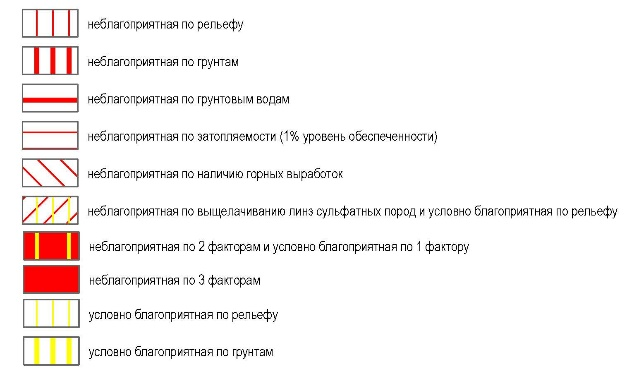 неблагоприятная по рельефу
неблагоприятная по грунтам
неблагоприятная по грунтовым водам
неблагоприятная по затопляемости (1% уровень обеспеченности)
неблагоприятная по наличию горных выработок
неблагоприятная по выщелачиванию линз сульфатных пород и условно благоприятная по рельефу
неблагоприятная по 2 факторам и условно благоприятная по 1 фактору
неблагоприятная по 3 факторам
условно благоприятная по рельефу
условно благоприятная по грунтам